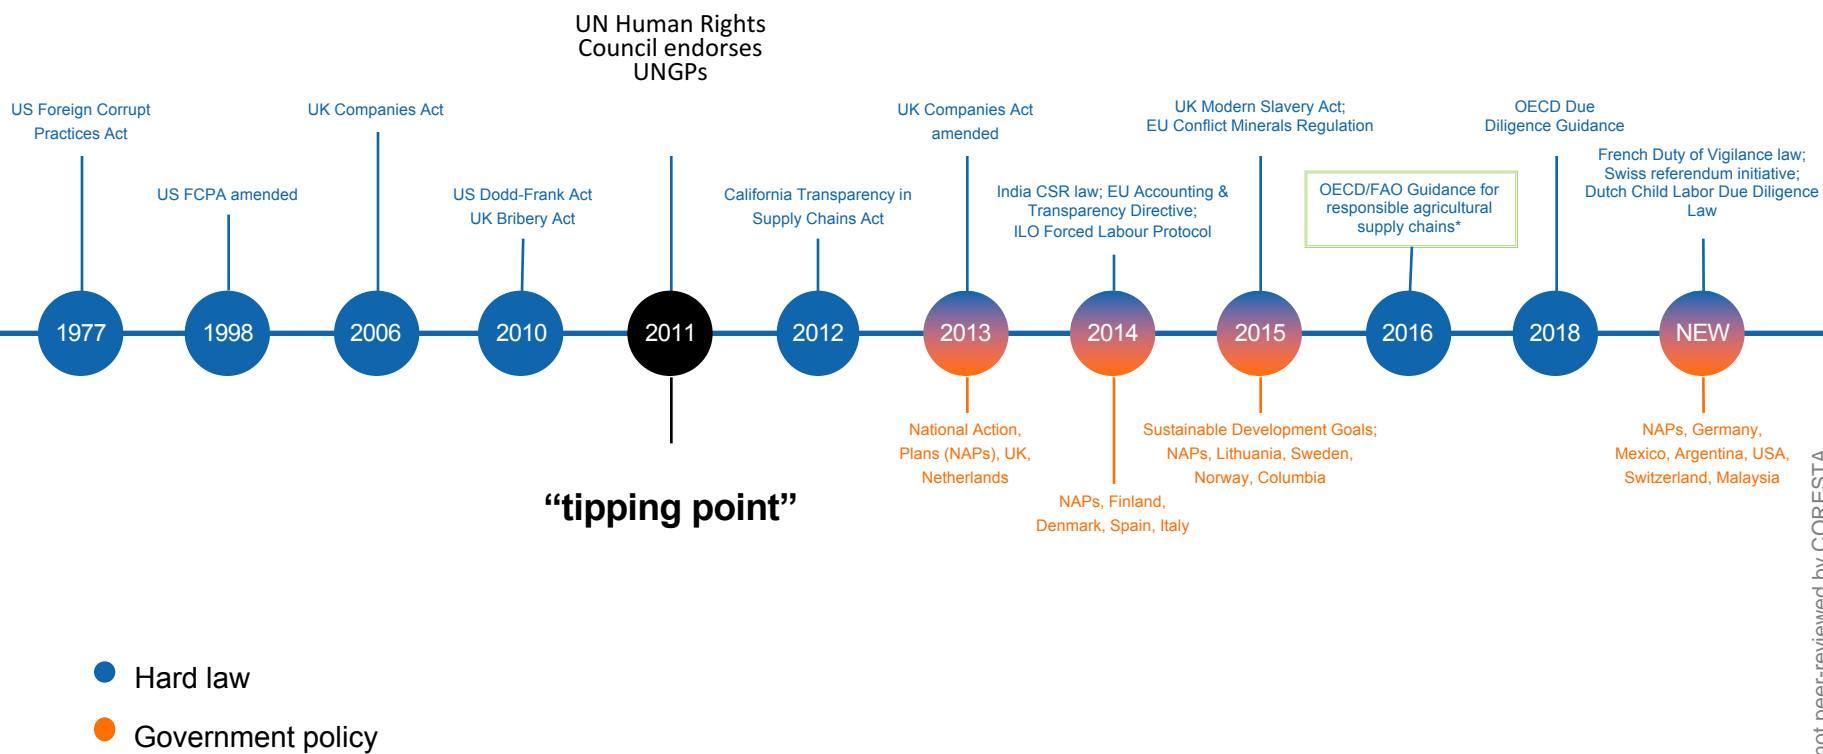 UN Human Rights
Council endorses
UNGPs
US Foreign Corrupt
Practices Act
US FCPA amended
UK Companies Act
US Dodd-Frank Act
UK Bribery Act
California Transparency in
Supply Chains Act
UK Companies Act
amended
India CSR law; EU Accounting &
Transparency Directive;
ILO Forced Labour Protocol
UK Modern Slavery Act;
EU Conflict Minerals Regulation
OECD/FAO Guidance for
responsible agricultural
supply chains*
OECD Due
Diligence Guidance
French Duty of Vigilance law;
Swiss referendum initiative;
Dutch Child Labor Due Diligence
Law
1977
1998
2006
2010
2011
2012
2013
2014
2015
2016
2018
NEW
“tipping point”
National Action,
Plans (NAPs), UK,
Netherlands
NAPs, Finland,
Denmark, Spain, Italy
Sustainable Development Goals;
NAPs, Lithuania, Sweden,
Norway, Columbia
NAPs, Germany,
Mexico, Argentina, USA,
Switzerland, Malaysia
Hard law
Government policy
not peer-reviewed by CORESTA